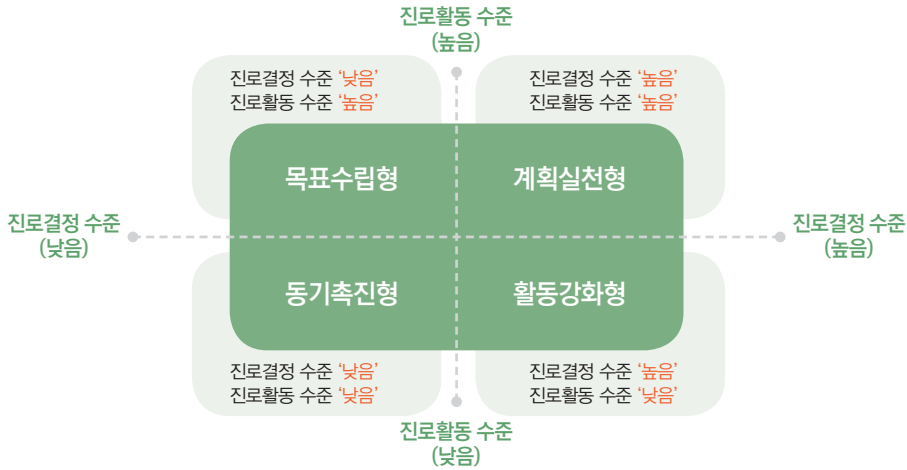 진로활동 수준
(높음)
진로결정 수준 ‘낮음’
진로활동 수준 ‘높음’
진로결정 수준 ‘높음’
진로활동 수준 ‘높음’
목표수립형
계획실천형
진로결정 수준
(낮음)
진로결정 수준
(높음)
동기촉진형
활동강화형
진로결정 수준 ‘낮음’
진로활동 수준 ‘낮음’
진로결정 수준 ‘높음’
진로활동 수준 ‘낮음’
진로활동 수준
(낮음)